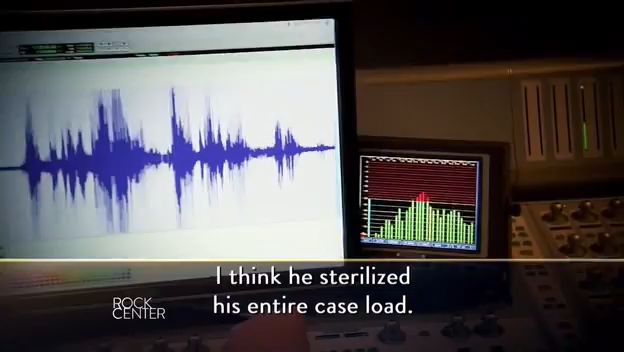 I think he sterilized
his entire case load.
ROCK
CENTER